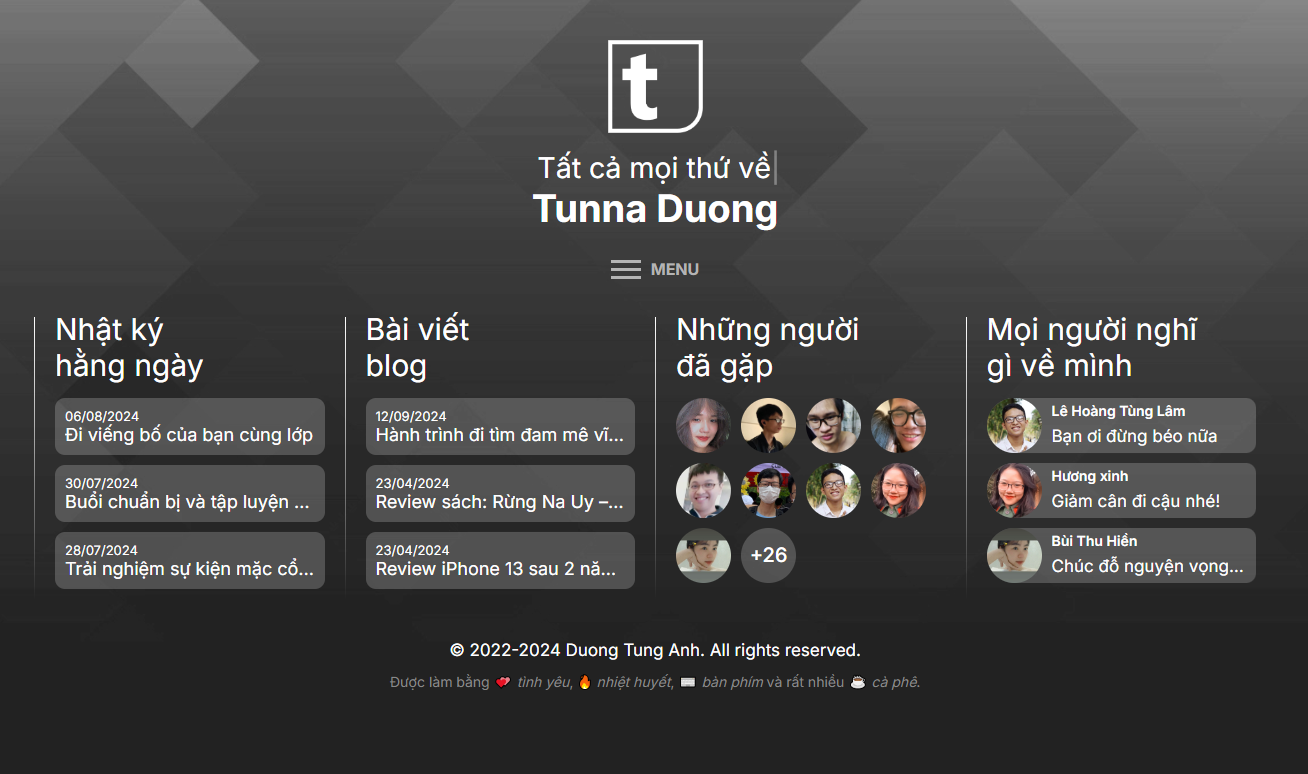 t
Tất cả mọi thứ về
Tunna Duong
MENU
Nhật ký
hằng ngày
06/08/2024
Đi viếng bố của bạn cùng lớp
30/07/2024
Buổi chuẩn bị và tập luyện ...
28/07/2024
Trải nghiệm sự kiện mặc cổ...
Bài viết
blog
12/09/2024
Hành trình đi tìm đam mê vĩ...
23/04/2024
Review sách: Rừng Na Uy –...
23/04/2024
Review iPhone 13 sau 2 nă...
Những người
đã gặp
+26
Mọi người nghĩ
gì về mình
Lê Hoàng Tùng Lâm
Bạn ơi đừng béo nữa
Hương xinh
Giảm cân đi cậu nhé!
Bùi Thu Hiền
Chúc đỗ nguyện vọng...
© 2022-2024 Duong Tung Anh. All rights reserved.
Được làm bằng 💕 tình yêu, 🔥 nhiệt huyết, ⌨️ bàn phím và rất nhiều ☕ cà phê.